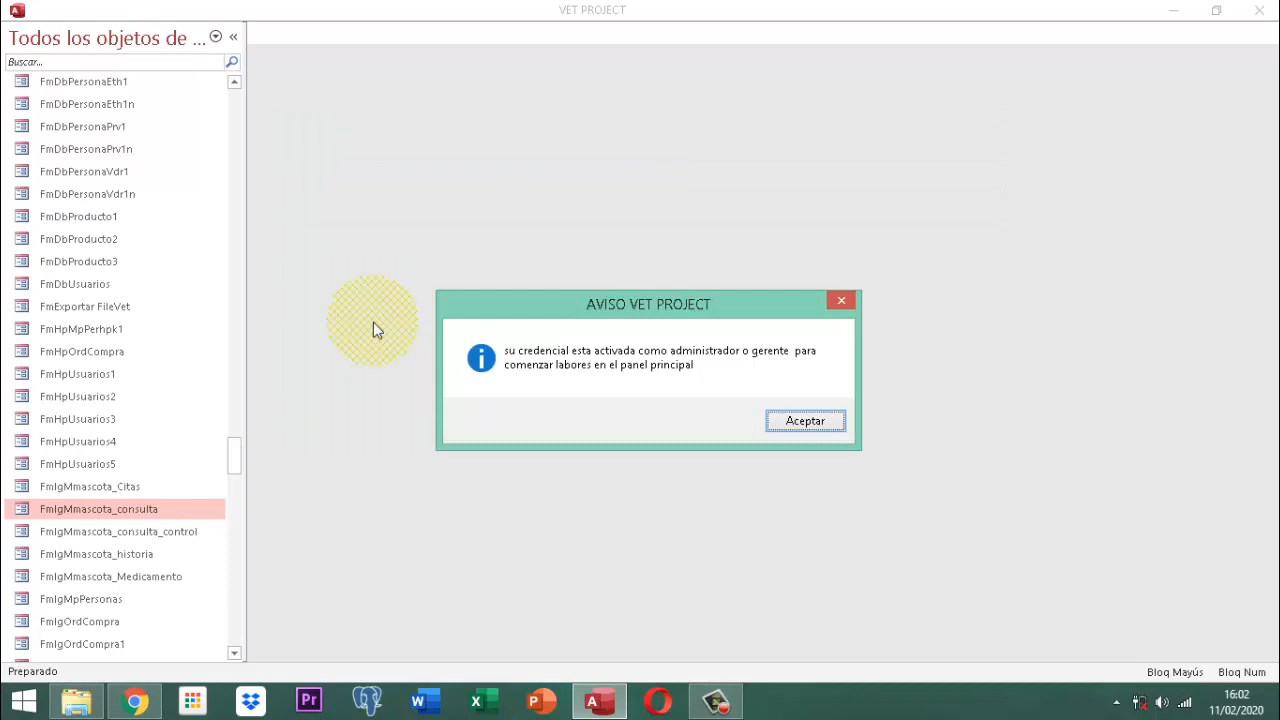 VET PROJECT
Todos los objetos de ...
Buscar...
FmDbPersonaEth1
FmDbPersonaEth1n
FmDbPersonaPrv1
FmDbPersonaPrv1n
FmDbPersonaVdr1
FmDbPersonaVdr1n
FmDbProducto1
FmDbProducto2
FmDbProducto3
FmDbUsuarios
FmExportar FileVet
FmHpMpPerhpk1
FmHpOrdCompra
FmHpUsuarios1
FmHpUsuarios2
FmHpUsuarios3
FmHpUsuarios4
FmHpUsuarios5
FmIgMmascota_Citas
FmIgMmascota_consulta
FmIgMmascota_consulta_control
FmIgMmascota_historia
FmIgMmascota_Medicamento
FmIgMpPersonas
FmIgOrdCompra
FmIgOrdCompra1
AVISO VET PROJECT
su credencial esta activada como administrador o gerente para
comenzar labores en el panel principal
Aceptar
Preparado
Bloq Mayús Bloq Num
16:02
11/02/2020